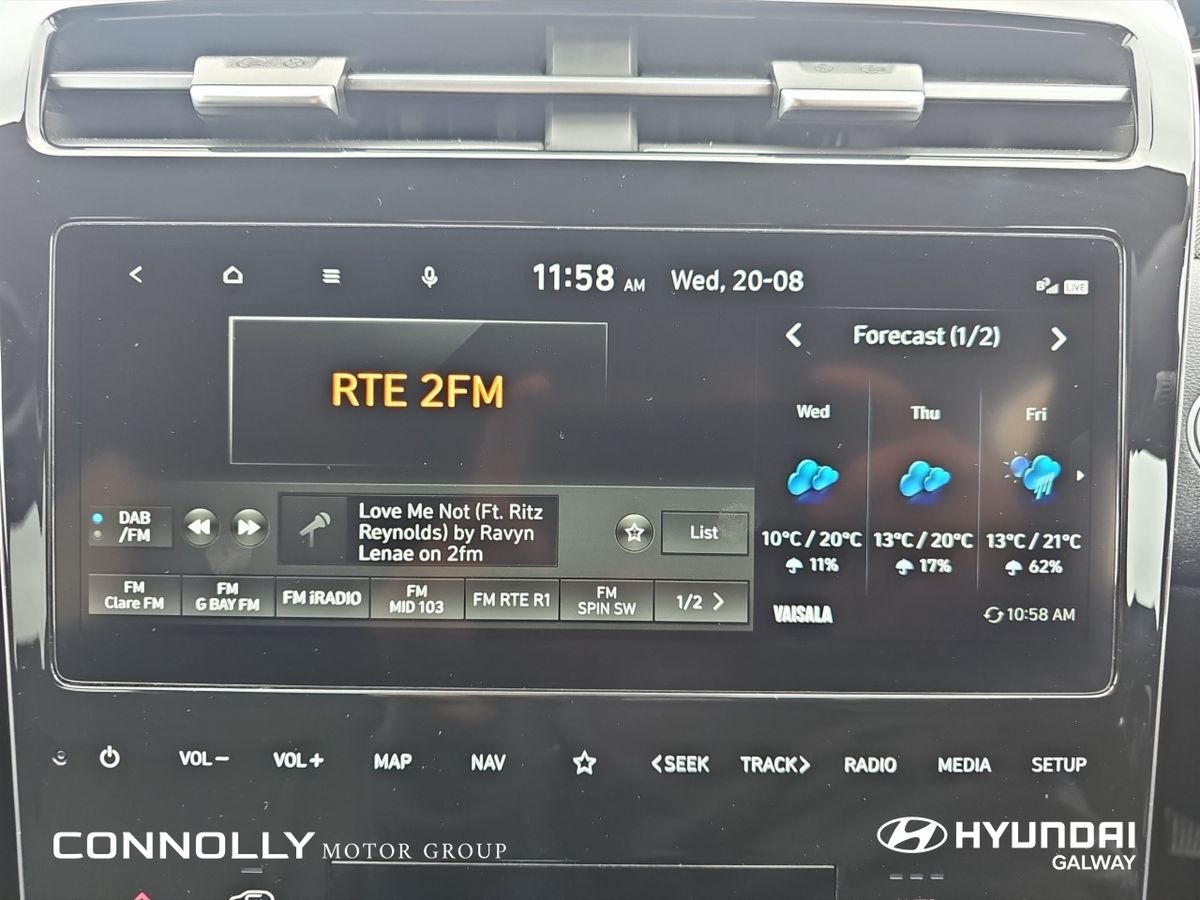 11:58 AM Wed, 20-08
LIVE
RTE 2FM
Forecast (1/2)
Wed Thu Fri
10°C / 20°C 13°C / 20°C 13°C / 21°C
11% 17% 62%
VAISALA 10:58 AM
DAB
/FM
Love Me Not (Ft. Ritz
Reynolds) by Ravyn
Lenae on 2fm
List
FM
Clare FM
FM
G BAY FM
FM iRADIO
FM
MID 103
FM RTE R1
FM
SPIN SW
1/2
VOL− VOL+ MAP NAV <SEEK TRACK> RADIO MEDIA SETUP
CONNOLLY MOTOR GROUP
HYUNDAI
GALWAY